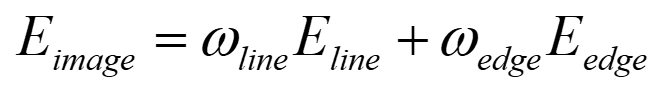 E_image = ω_line E_line + ω_edge E_edge